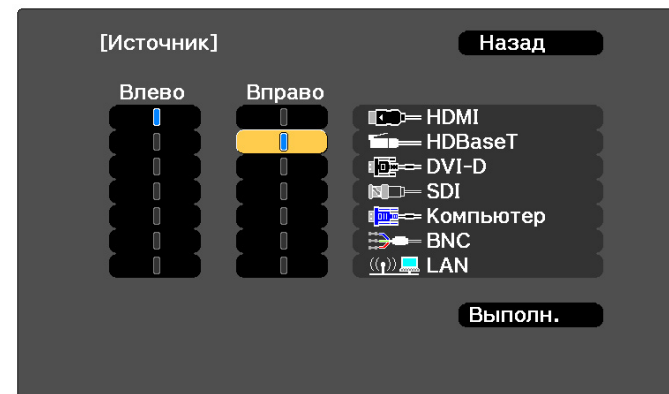 [Источник]
Назад
Влево Вправо
HDMI
HDBaseT
DVI-D
SDI
Компьютер
BNC
LAN
Выполн.